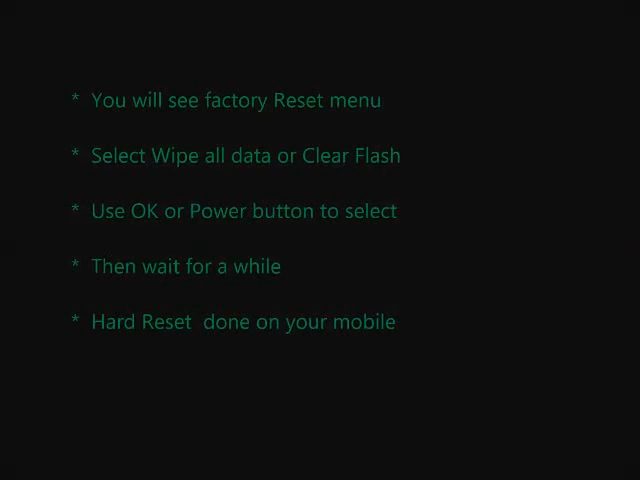 * You will see factory Reset menu
* Select Wipe all data or Clear Flash
* Use OK or Power button to select
* Then wait for a while
* Hard Reset  done on your mobile